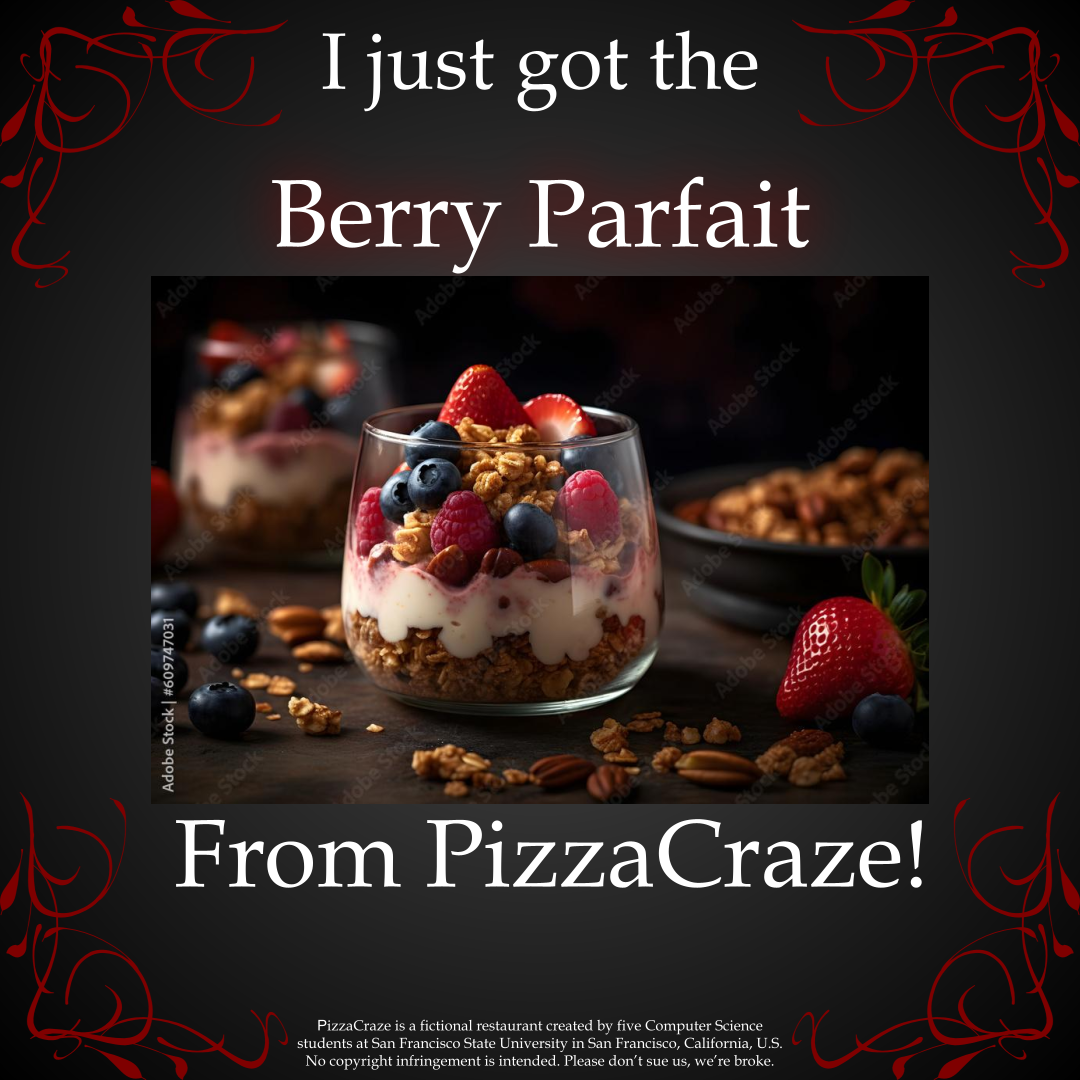 I just got the
Berry Parfait
Adobe Stock | #609747031
From PizzaCraze!
PizzaCraze is a fictional restaurant created by five Computer Science
students at San Francisco State University in San Francisco, California, U.S.
No copyright infringement is intended. Please don't sue us, we're broke.